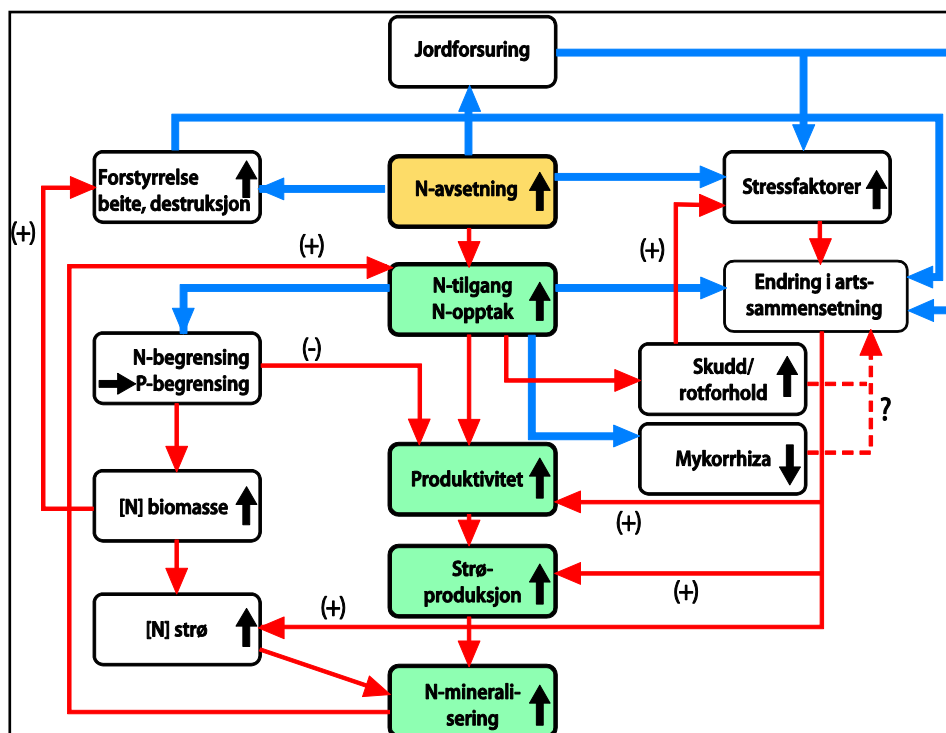 Jordforsuring
Forstyrrelse
beite, destruksjon
N-avsetning
Stressfaktorer
(+)
(+)
(+)
N-tilgang
N-opptak
Endring i arts-
sammensetning
N-begrensing
P-begrensing
(-)
Skudd/
rotforhold
?
Mykorrhiza
Produktivitet
[N] biomasse
(+)
Strø-
produksjon
(+)
[N] strø
(+)
N-minerali-
sering